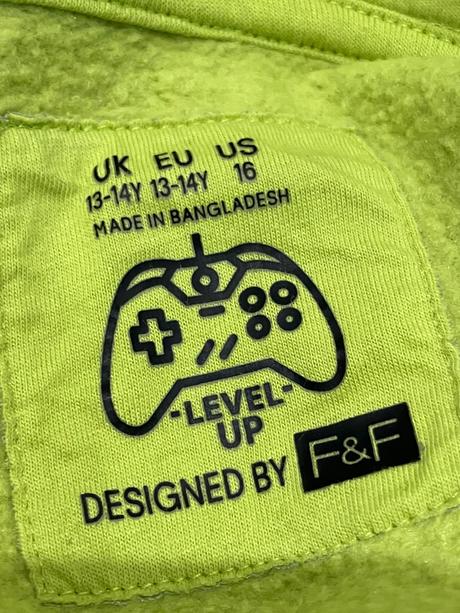 UK EU US
13-14Y 13-14Y 16
MADE IN BANGLADESH
-LEVEL-
UP
DESIGNED BY F&F